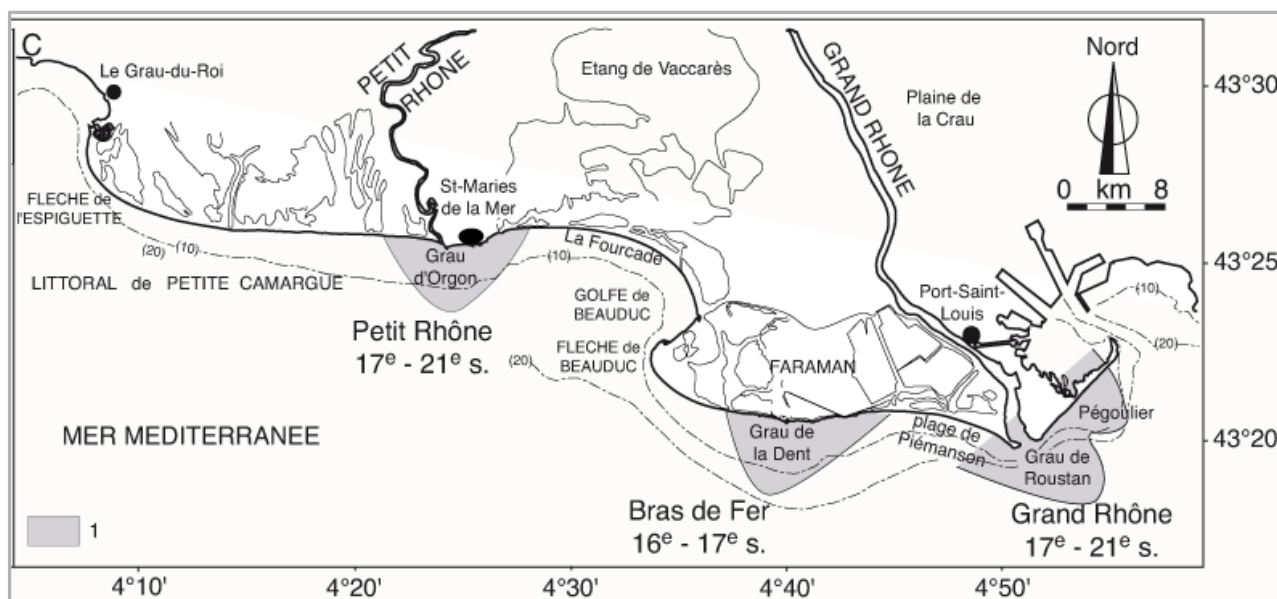 C
Le Grau-du-Roi
PETIT
RHONE
Etang de Vaccarès
GRAND RHONE
Plaine de
la Crau
Nord
0 km 8
43°30'
43°25'
43°20'
FLECHE de
l'ESPIGUETTE
(20)
(10)
LITTORAL de PETITE CAMARGUE
St-Maries
de la Mer
Grau
d'Orgon
Petit Rhône
17e - 21e s.
La Fourcade
(10)
GOLFE de
BEAUDUC
FLECHE de
BEAUDUC
(20)
FARAMAN
Port-Saint-
Louis
(10)
(20)
Pégoulier
plage de
Piémanson
Grau de
la Dent
Grau de
Roustan
MER MEDITERRANEE
Bras de Fer
16e - 17e s.
Grand Rhône
17e - 21e s.
1
4°10'
4°20'
4°30'
4°40'
4°50'